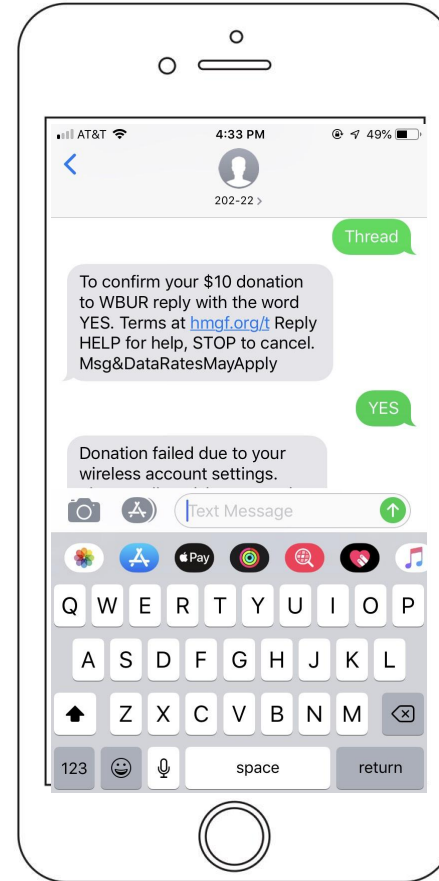 AT&T 4:33 PM 49%
202-22 >
Thread
To confirm your $10 donation
to WBUR reply with the word
YES. Terms at hmgf.org/t Reply
HELP for help, STOP to cancel.
Msg&DataRatesMayApply
YES
Donation failed due to your
wireless account settings.
Text Message
Pay
Q W E R T Y U I O P
A S D F G H J K L
Z X C V B N M
123 space return